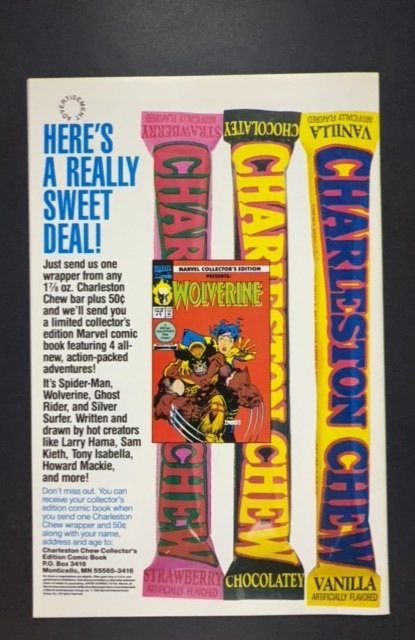 ADVERTISEMENT
HERE'S
A REALLY
SWEET
DEAL!
Just send us one
wrapper from any
1⅞ oz. Charleston
Chew bar plus 50¢
and we'll send you
a limited collector's
edition Marvel comic
book featuring 4 all-
new, action-packed
adventures!
It's Spider-Man,
Wolverine, Ghost
Rider, and Silver
Surfer. Written and
drawn by hot creators
like Larry Hama, Sam
Kieth, Tony Isabella,
Howard Mackie,
and more!
Don't miss out. You can
receive your collector's
edition comic book when
you send one Charleston
Chew wrapper and 50¢
along with your name,
address and age to:
Charleston Chew Collector's
Edition Comic Book
P.O. Box 3416
Monticello, MN 55565-3416
STRAWBERRY
ARTIFICIALLY FLAVORED
CHARLESTON CHEW
STRAWBERRY
ARTIFICIALLY FLAVORED
CHOCOLATEY
CHARLESTON CHEW
CHOCOLATEY
VANILLA
ARTIFICIALLY FLAVORED
CHARLESTON CHEW
VANILLA
ARTIFICIALLY FLAVORED
MARVEL COLLECTOR'S EDITION
PRESENTS:
MARVEL COMICS
WOLVERINE